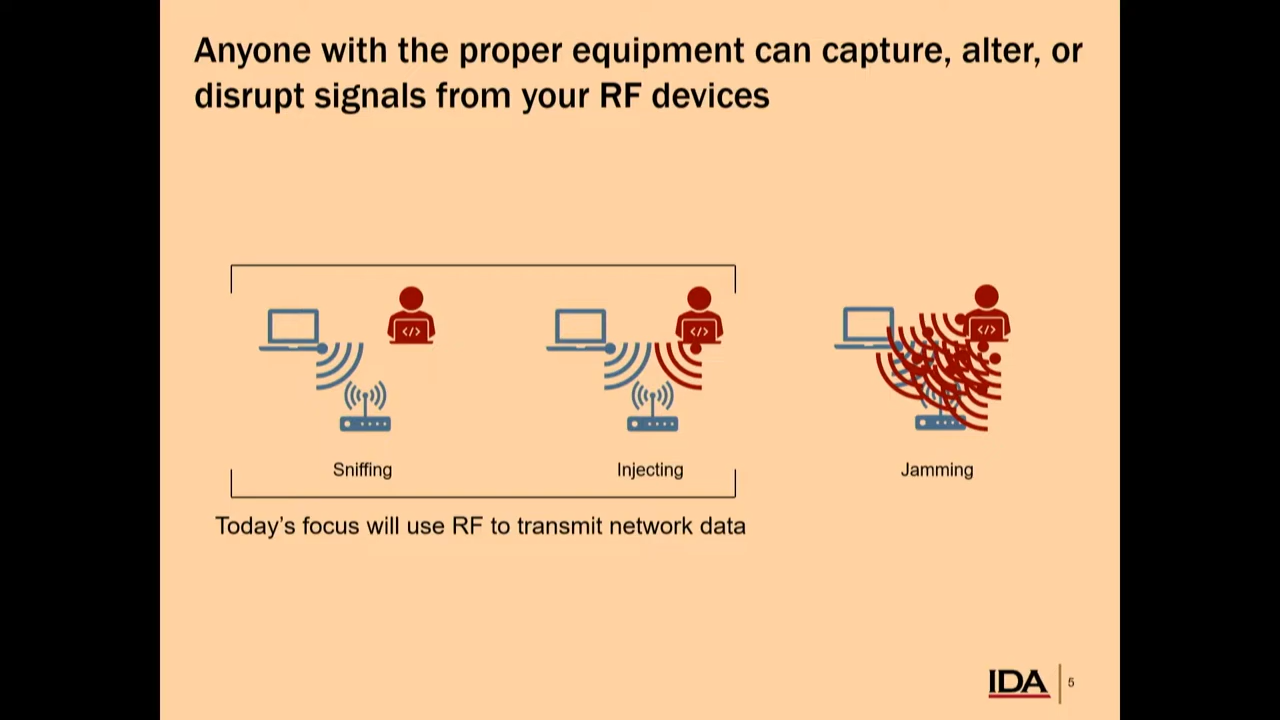 Anyone with the proper equipment can capture, alter, or
disrupt signals from your RF devices
</>
</>
</>
Sniffing
Injecting
Jamming
Today's focus will use RF to transmit network data
IDA
5